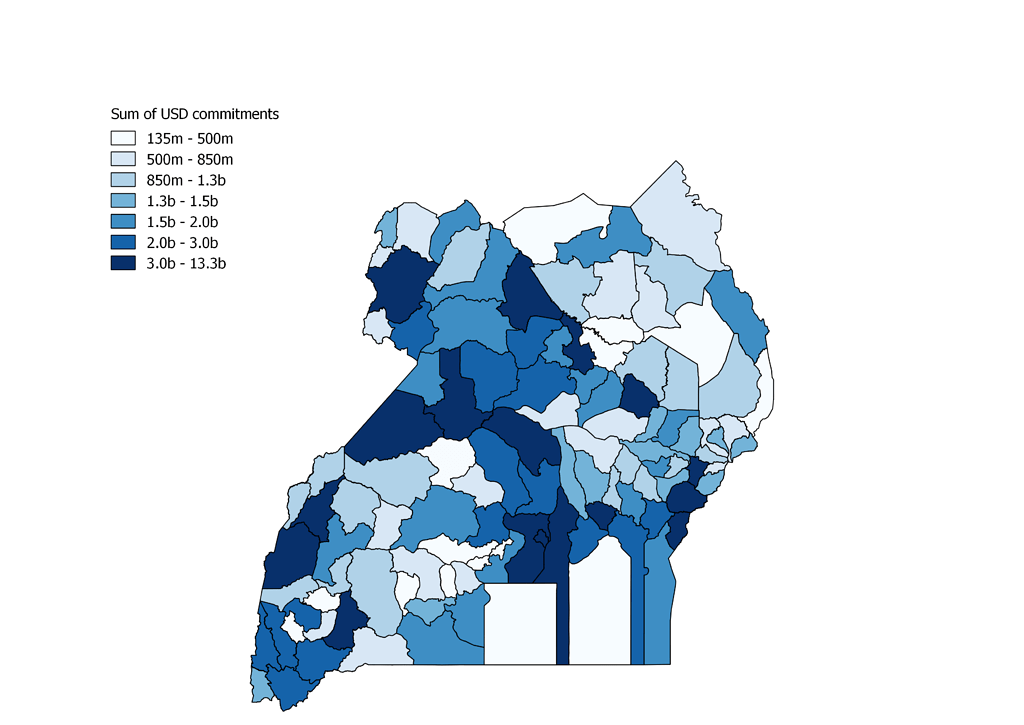 Sum of USD commitments
135m - 500m
500m - 850m
850m - 1.3b
1.3b - 1.5b
1.5b - 2.0b
2.0b - 3.0b
3.0b - 13.3b